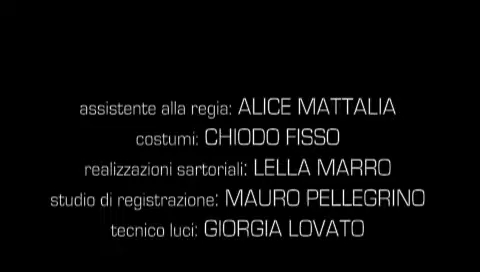 assistente alla regia: ALICE MATTALIA
costumi: CHIODO FISSO
realizzazioni sartoriali: LELLA MARRO
studio di registrazione: MAURO PELLEGRINO
tecnico luci: GIORGIA LOVATO